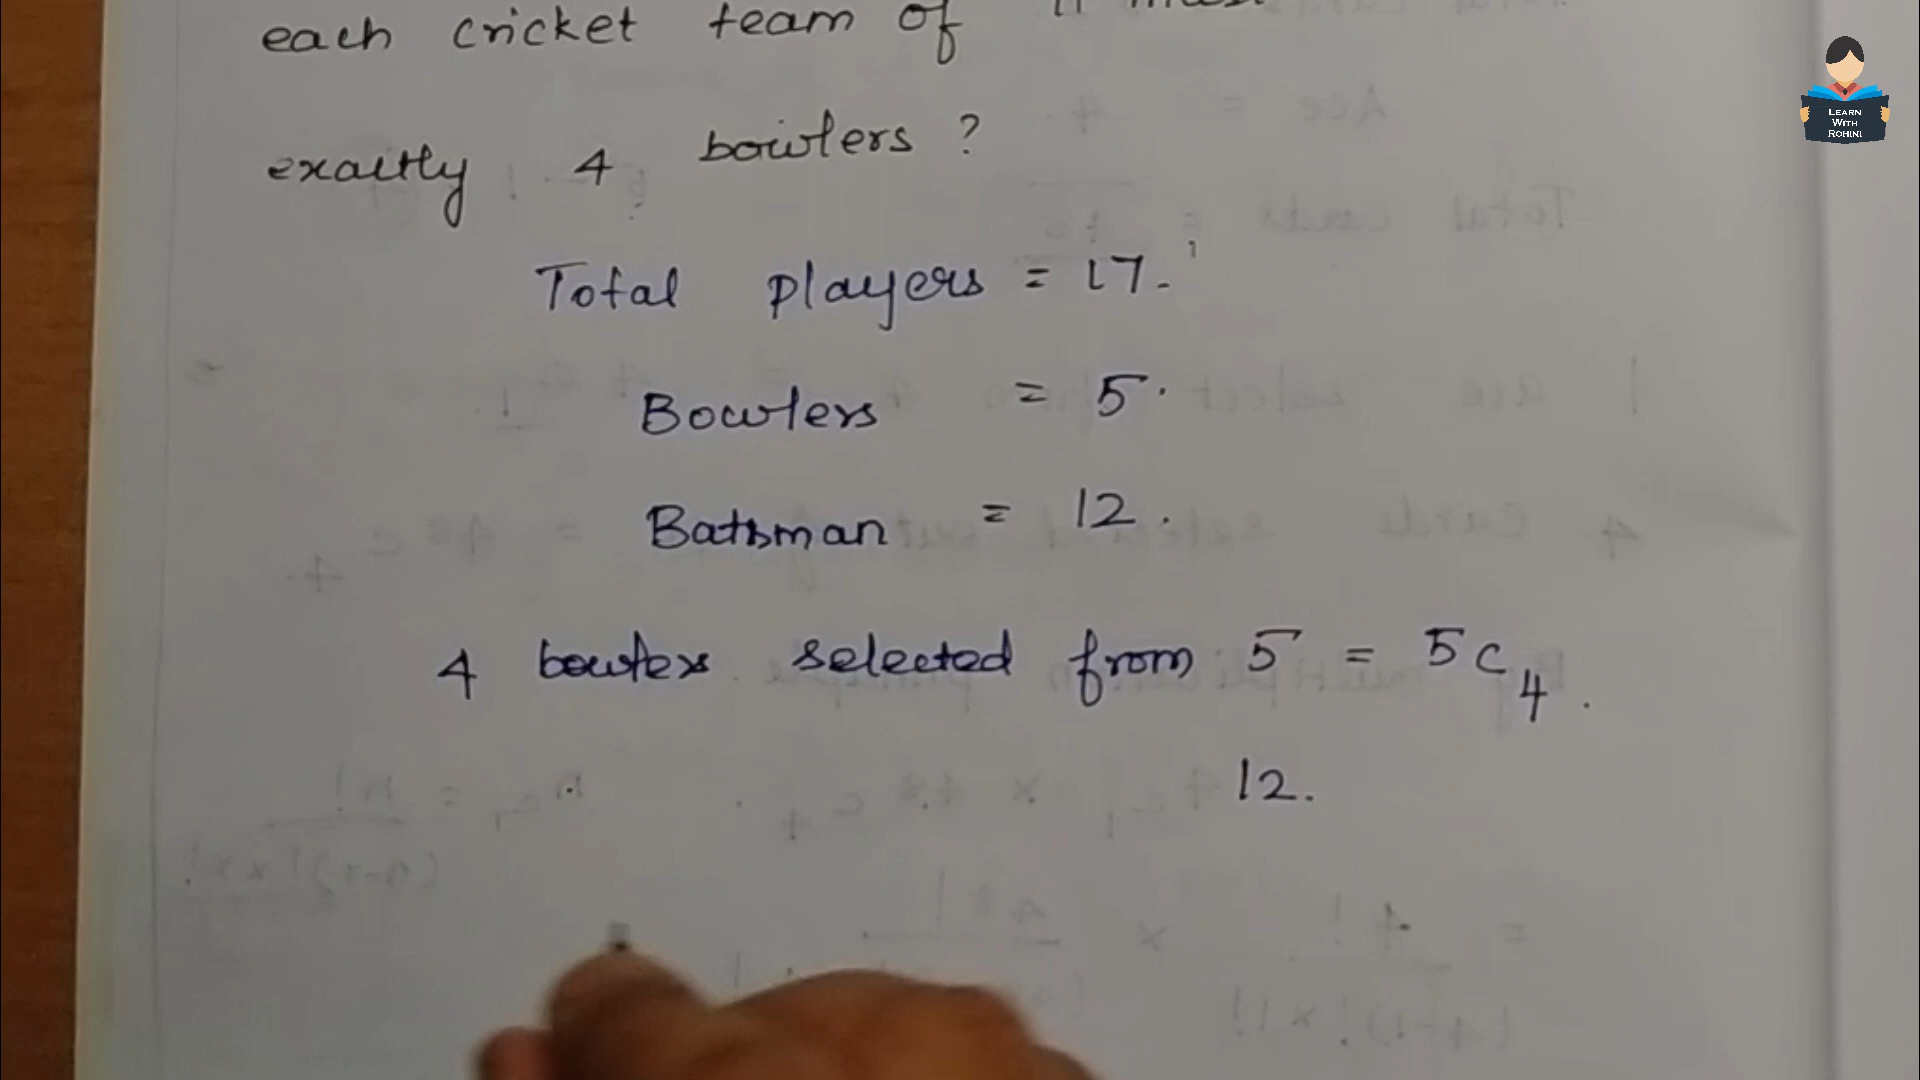 each cricket team of 11
exactly 4 bowlers ?
Total players = 17.
Bowlers = 5.
Batsman = 12.
4 bowlers selected from 5 = 5C4.
12.
LEARN
WITH
ROHINI